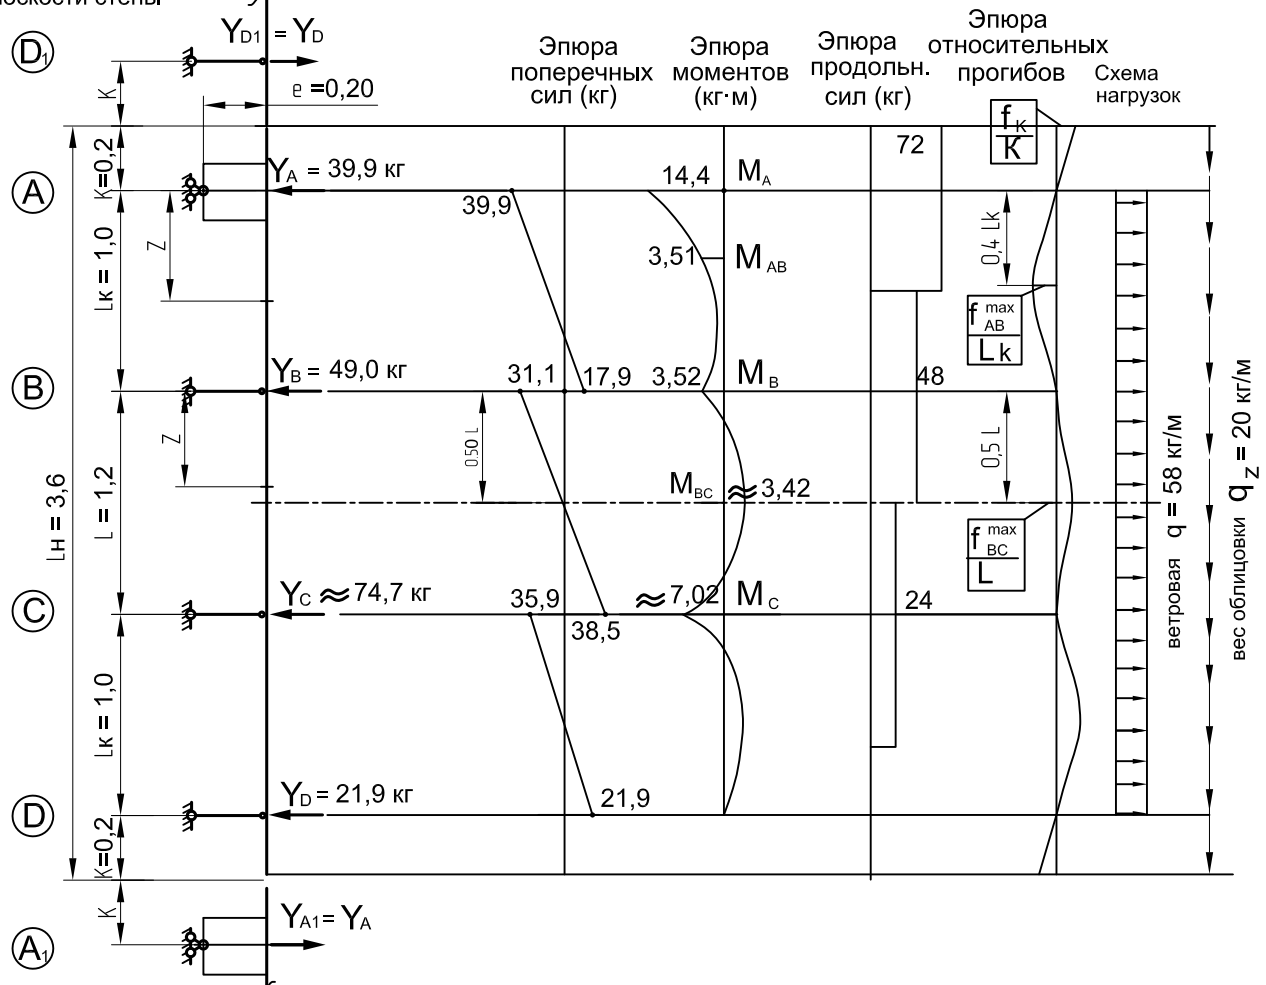 D₁
Y_D1 = Y_D
К
е =0,20
Эпюра
поперечных
сил (кг)
Эпюра
моментов
(кг·м)
Эпюра
продольн.
сил (кг)
Эпюра
относительных
прогибов
Схема
нагрузок
f_К
К
72
К=0,2
A
Y_A = 39,9 кг
39,9
14,4
M_A
Lк = 1,0
Z
3,51
M_AB
0,4 Lk
f_AB^max
Lk
B
Y_B = 49,0 кг
31,1
17,9
3,52
M_B
48
Z
0.50 L
0,5 L
Lн = 3,6
L = 1,2
M_BC ≈ 3,42
f_BC^max
L
ветровая q = 58 кг/м
вес облицовки q_z = 20 кг/м
C
Y_C ≈ 74,7 кг
35,9
38,5
≈ 7,02
M_C
24
Lк = 1,0
D
Y_D = 21,9 кг
21,9
К=0,2
К
A₁
Y_A1 = Y_A